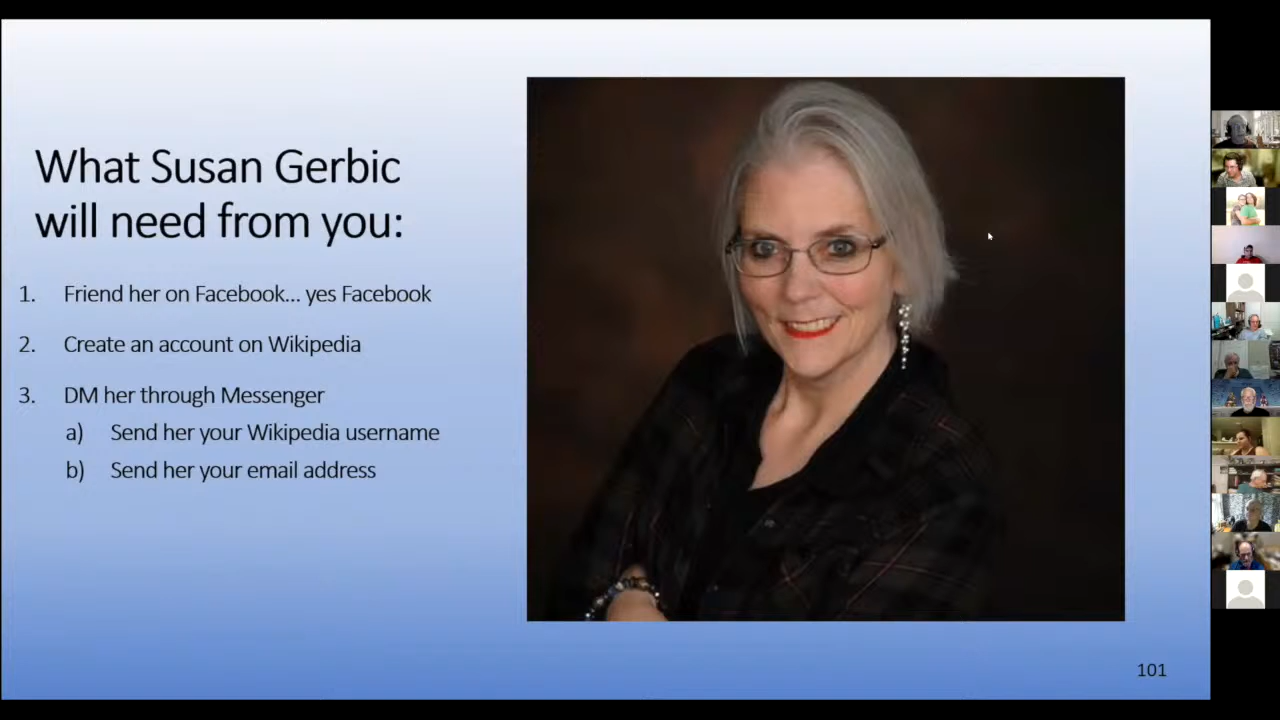 What Susan Gerbic
will need from you:
1. Friend her on Facebook... yes Facebook
2. Create an account on Wikipedia
3. DM her through Messenger
a) Send her your Wikipedia username
b) Send her your email address
101